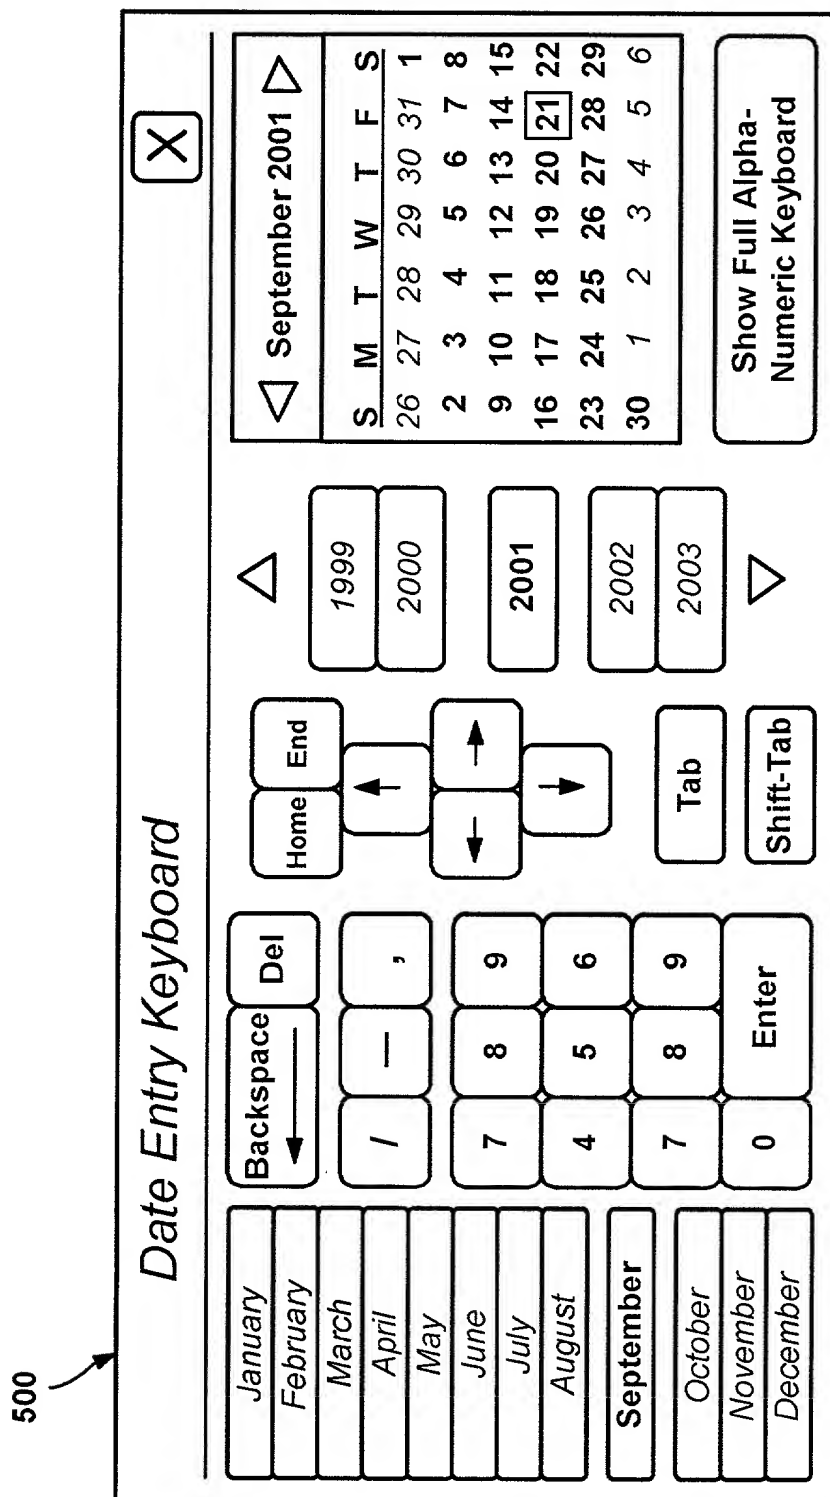 500
Date Entry Keyboard
X
January
February
March
April
May
June
July
August
September
October
November
December
Backspace Del
/ — ,
7 8 9
4 5 6
7 8 9
0 Enter
Home End
Tab
Shift-Tab
1999
2000
2001
2002
2003
September 2001
S M T W T F S
26 27 28 29 30 31 1
2 3 4 5 6 7 8
9 10 11 12 13 14 15
16 17 18 19 20 21 22
23 24 25 26 27 28 29
30 1 2 3 4 5 6
Show Full Alpha-
Numeric Keyboard